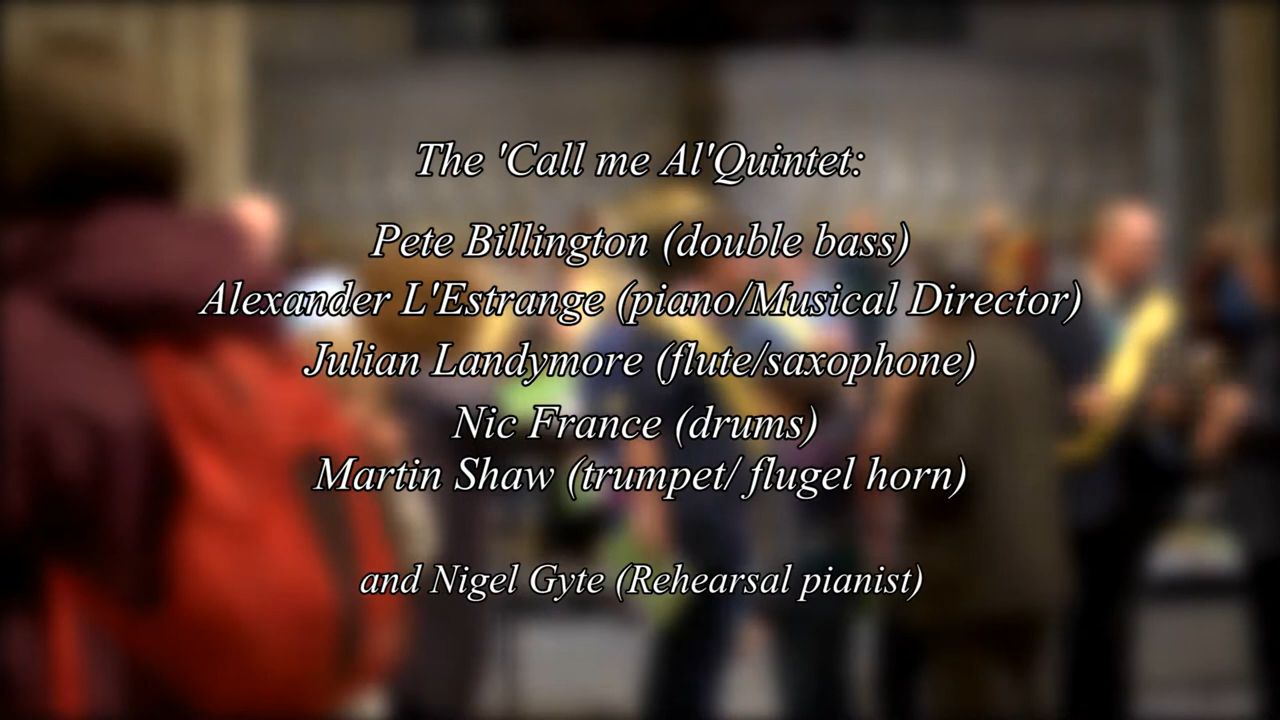 The 'Call me Al'Quintet:
Pete Billington (double bass)
Alexander L'Estrange (piano/Musical Director)
Julian Landymore (flute/saxophone)
Nic France (drums)
Martin Shaw (trumpet/ flugel horn)
and Nigel Gyte (Rehearsal pianist)